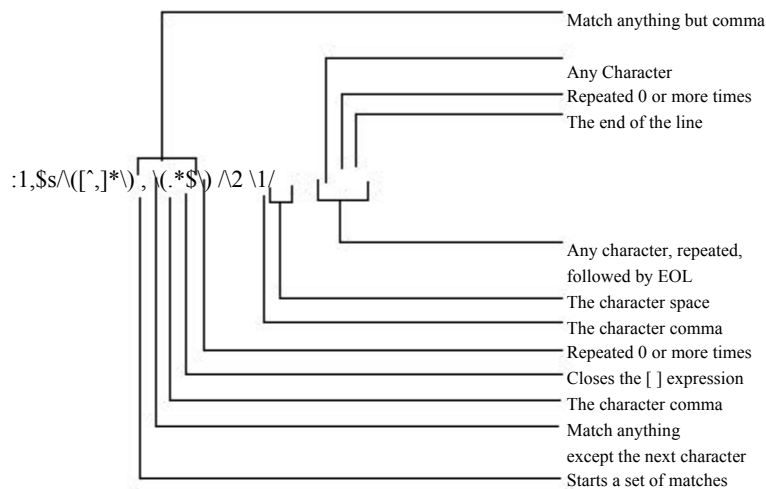 Match anything but comma
Any Character
Repeated 0 or more times
The end of the line
:1,$s/\([^,]*\) , \(.*$\) /\2 \1/
Any character, repeated,
followed by EOL
The character space
The character comma
Repeated 0 or more times
Closes the [ ] expression
The character comma
Match anything
except the next character
Starts a set of matches